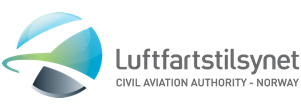 Luftfartstilsynet
CIVIL AVIATION AUTHORITY - NORWAY